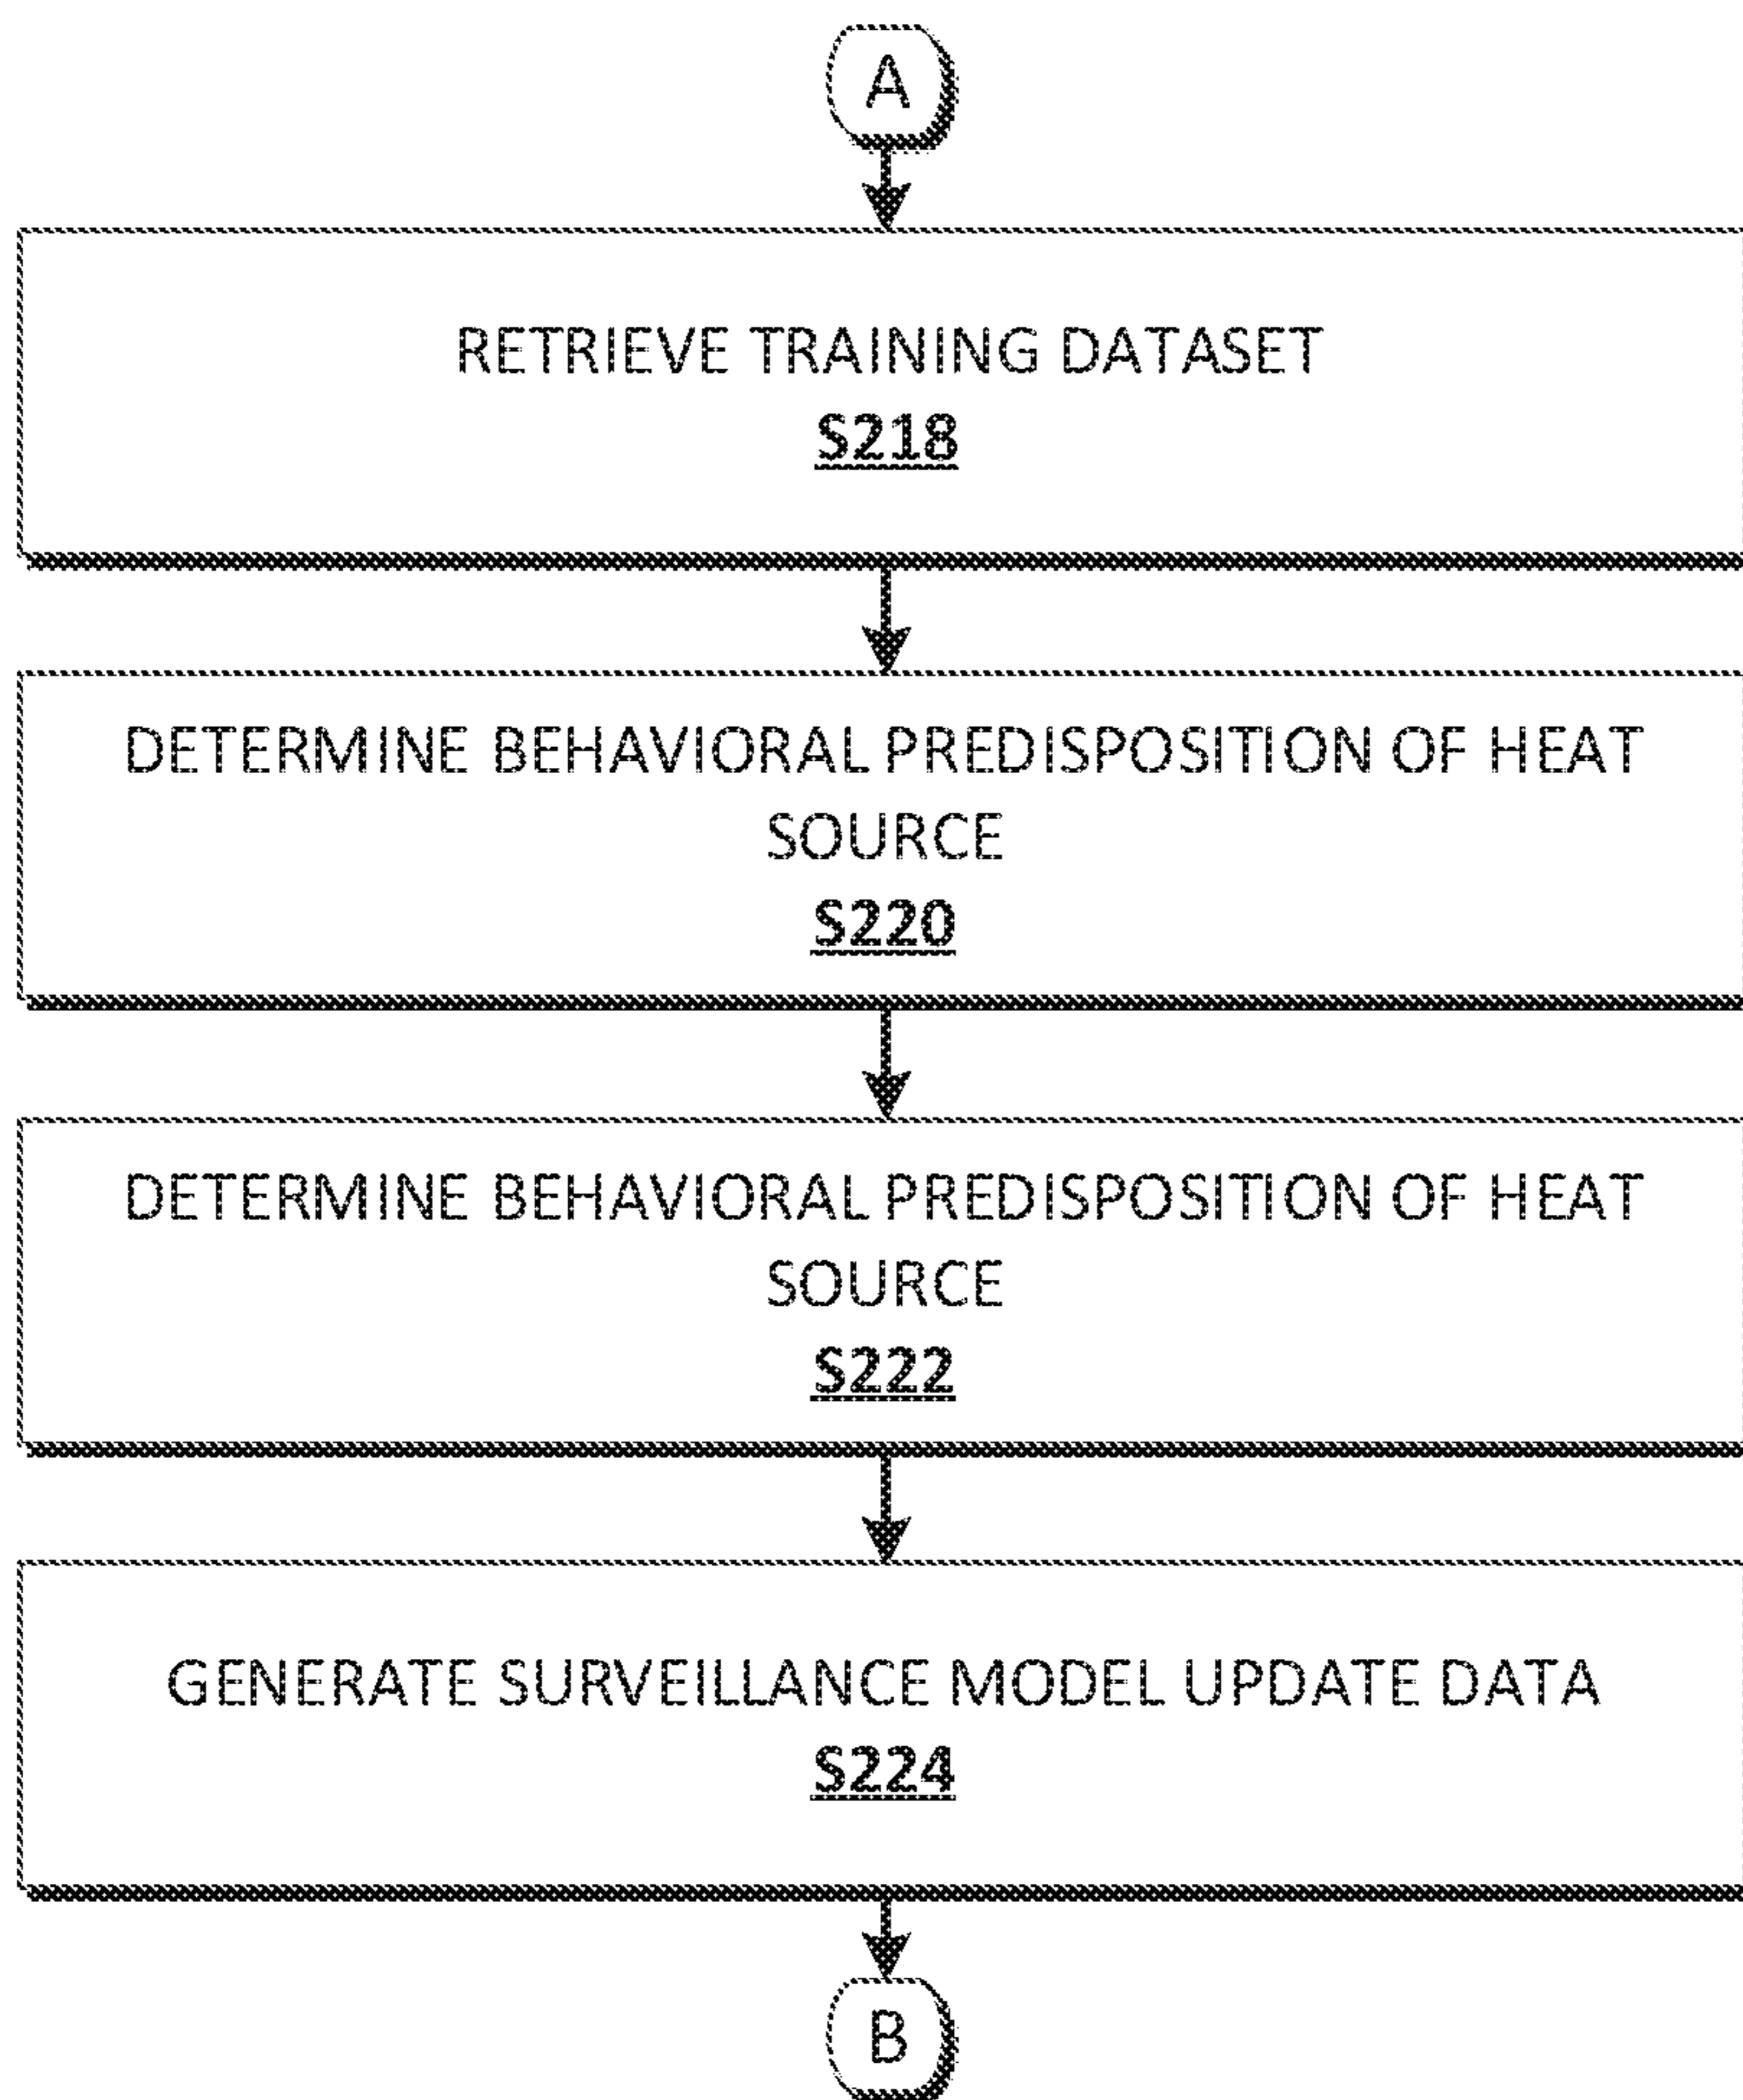 A
RETRIEVE TRAINING DATASET
S218
DETERMINE BEHAVIORAL PREDISPOSITION OF HEAT
SOURCE
S220
DETERMINE BEHAVIORAL PREDISPOSITION OF HEAT
SOURCE
S222
GENERATE SURVEILLANCE MODEL UPDATE DATA
S224
B